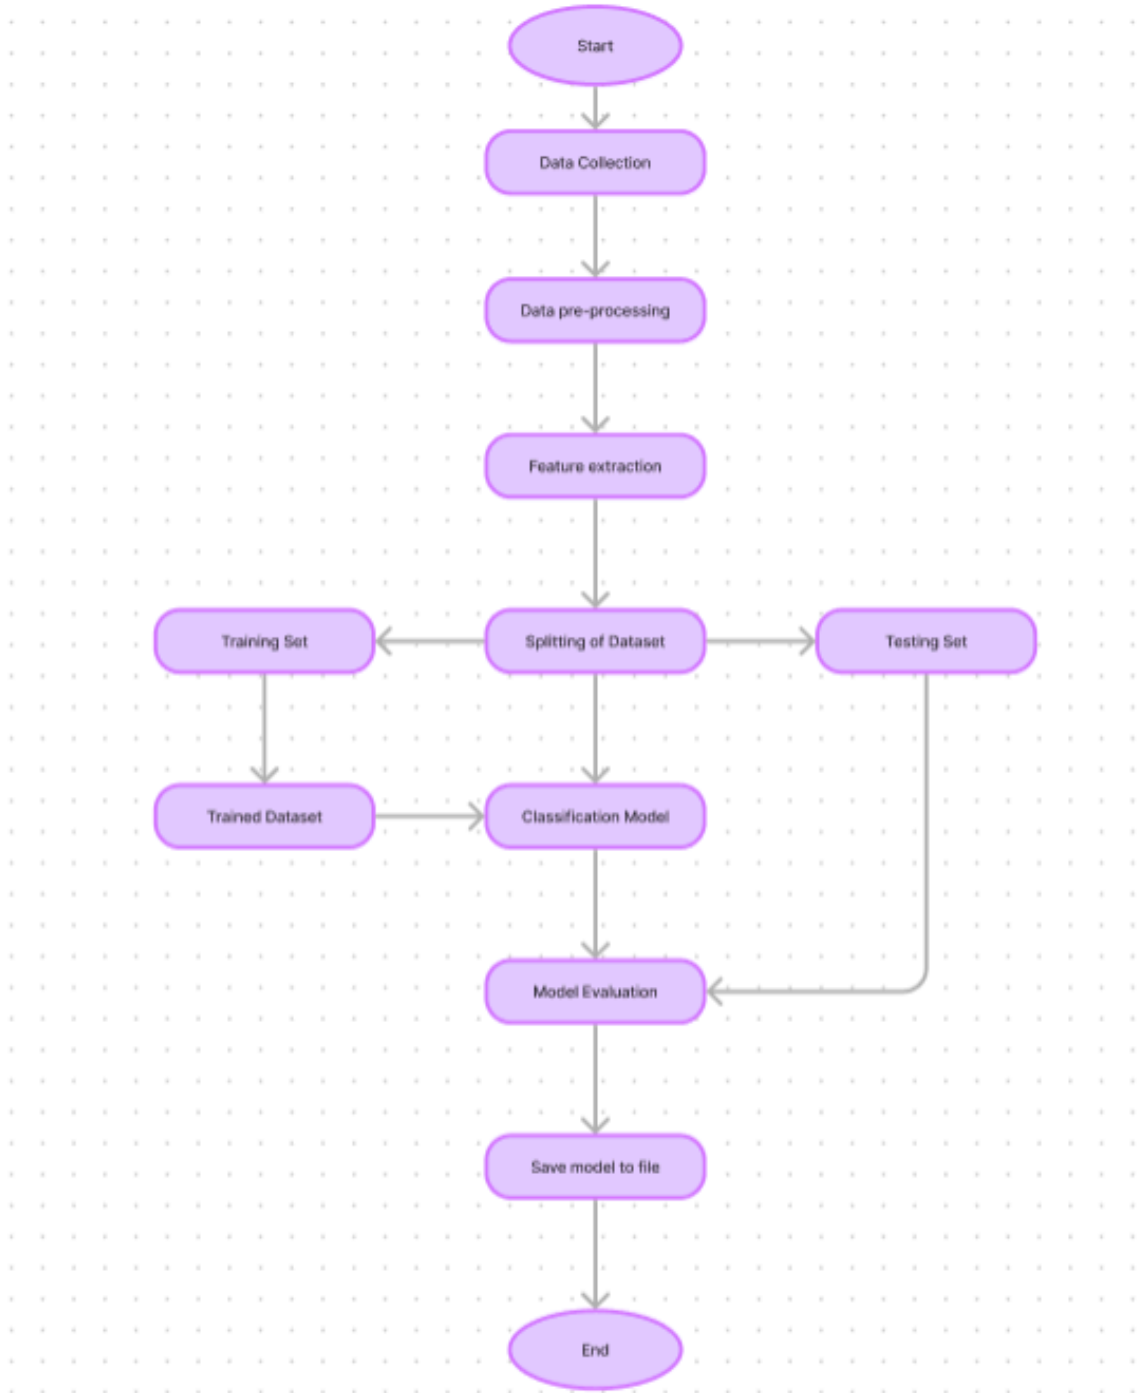 Start
Data Collection
Data pre-processing
Feature extraction
Training Set
Splitting of Dataset
Testing Set
Trained Dataset
Classification Model
Model Evaluation
Save model to file
End